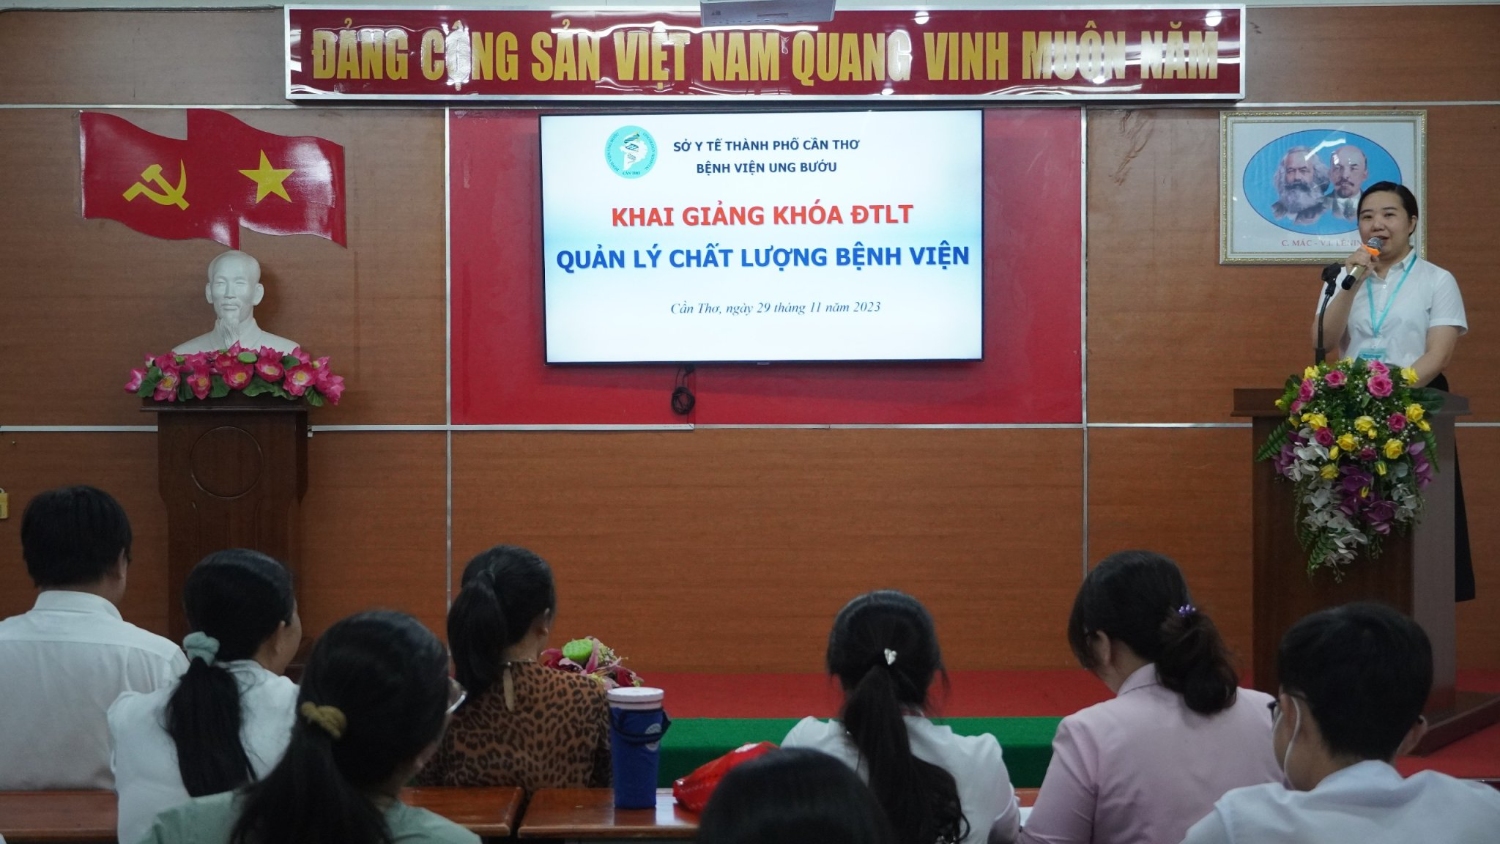 ĐẢNG CỘNG SẢN VIỆT NAM QUANG VINH MUÔN NĂM
SỞ Y TẾ THÀNH PHỐ CẦN THƠ
BỆNH VIỆN UNG BƯỚU
KHAI GIẢNG KHÓA ĐTLT
QUẢN LÝ CHẤT LƯỢNG BỆNH VIỆN
Cần Thơ, ngày 29 tháng 11 năm 2023
C. MÁC - V.I.